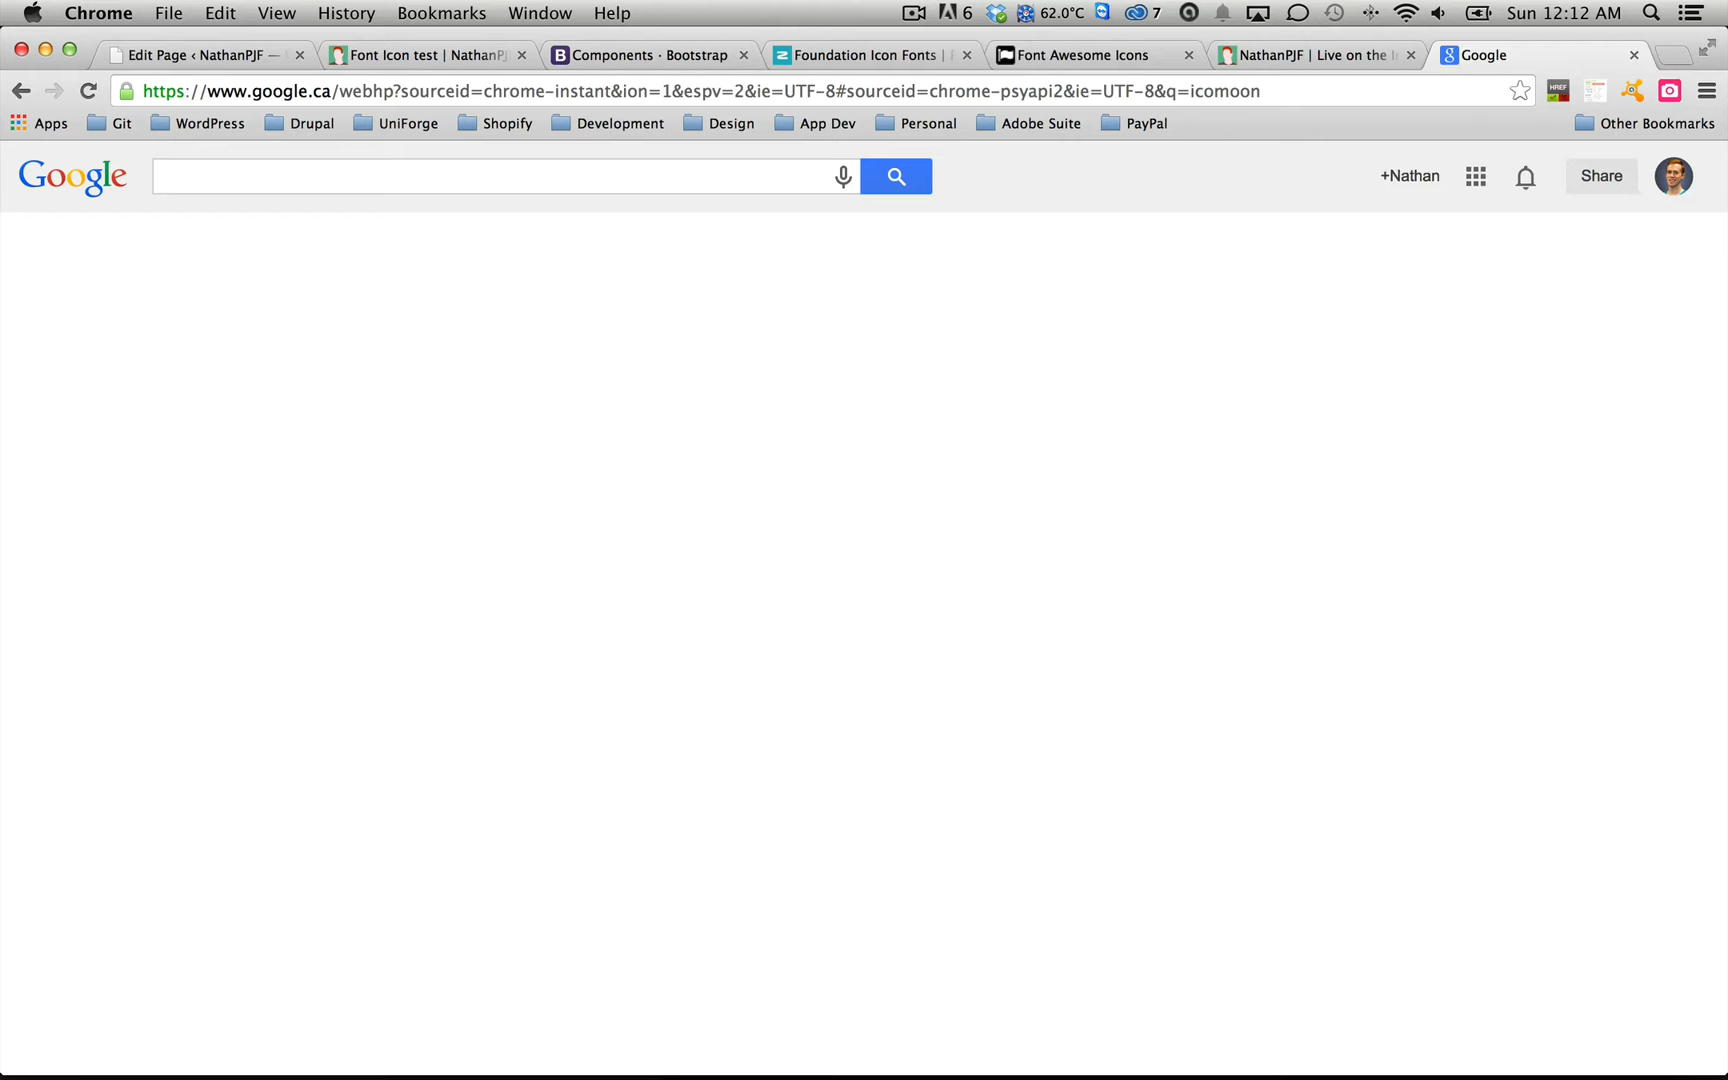 Chrome File Edit View History Bookmarks Window Help 6 62.0°C 7 Sun 12:12 AM
Edit Page ‹ NathanPJF — Font Icon test | NathanPJF Components · Bootstrap Foundation Icon Fonts | Font Awesome Icons NathanPJF | Live on the Google
https://www.google.ca/webhp?sourceid=chrome-instant&ion=1&espv=2&ie=UTF-8#sourceid=chrome-psyapi2&ie=UTF-8&q=icomoon HREF
Apps Git WordPress Drupal UniForge Shopify Development Design App Dev Personal Adobe Suite PayPal Other Bookmarks
Google +Nathan Share